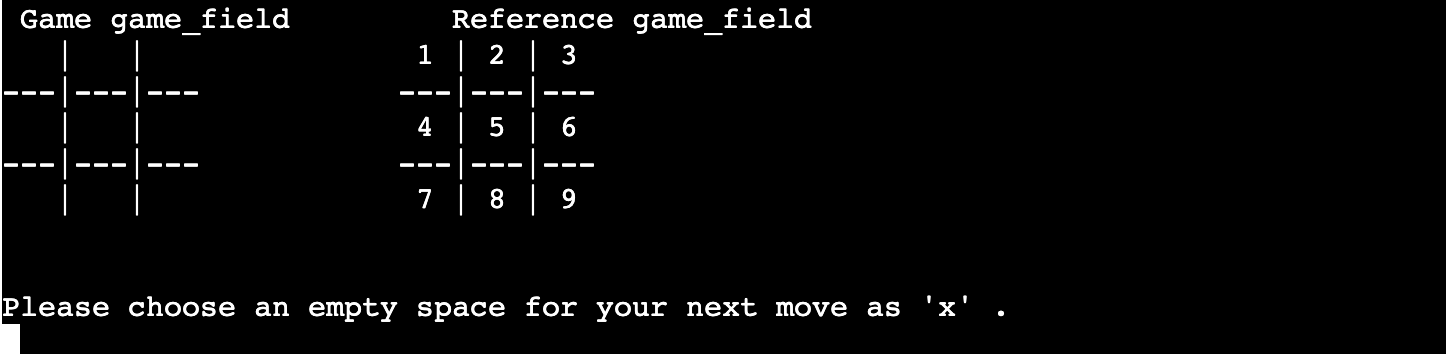 Game game_field         Reference game_field
   |   |               1 | 2 | 3
---|---|---           ---|---|---
   |   |               4 | 5 | 6
---|---|---           ---|---|---
   |   |               7 | 8 | 9
Please choose an empty space for your next move as 'x' .